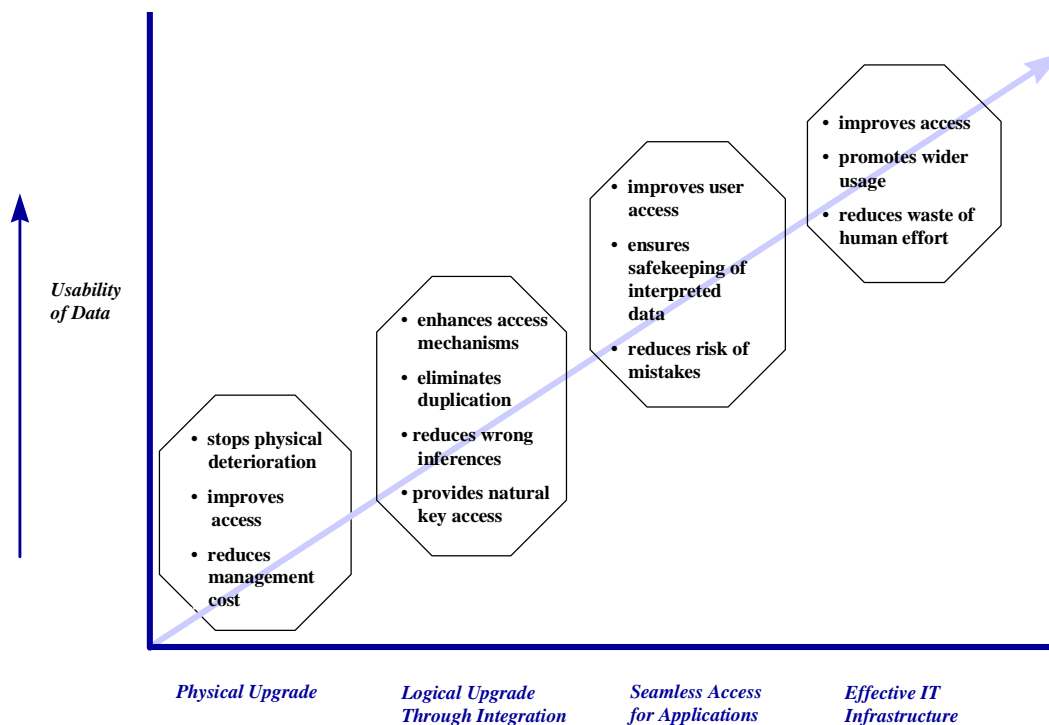 Usability
of Data
• stops physical
deterioration
• improves
access
• reduces
management
cost
• enhances access
mechanisms
• eliminates
duplication
• reduces wrong
inferences
• provides natural
key access
• improves user
access
• ensures
safekeeping of
interpreted
data
• reduces risk of
mistakes
• improves access
• promotes wider
usage
• reduces waste of
human effort
Physical Upgrade
Logical Upgrade
Through Integration
Seamless Access
for Applications
Effective IT
Infrastructure